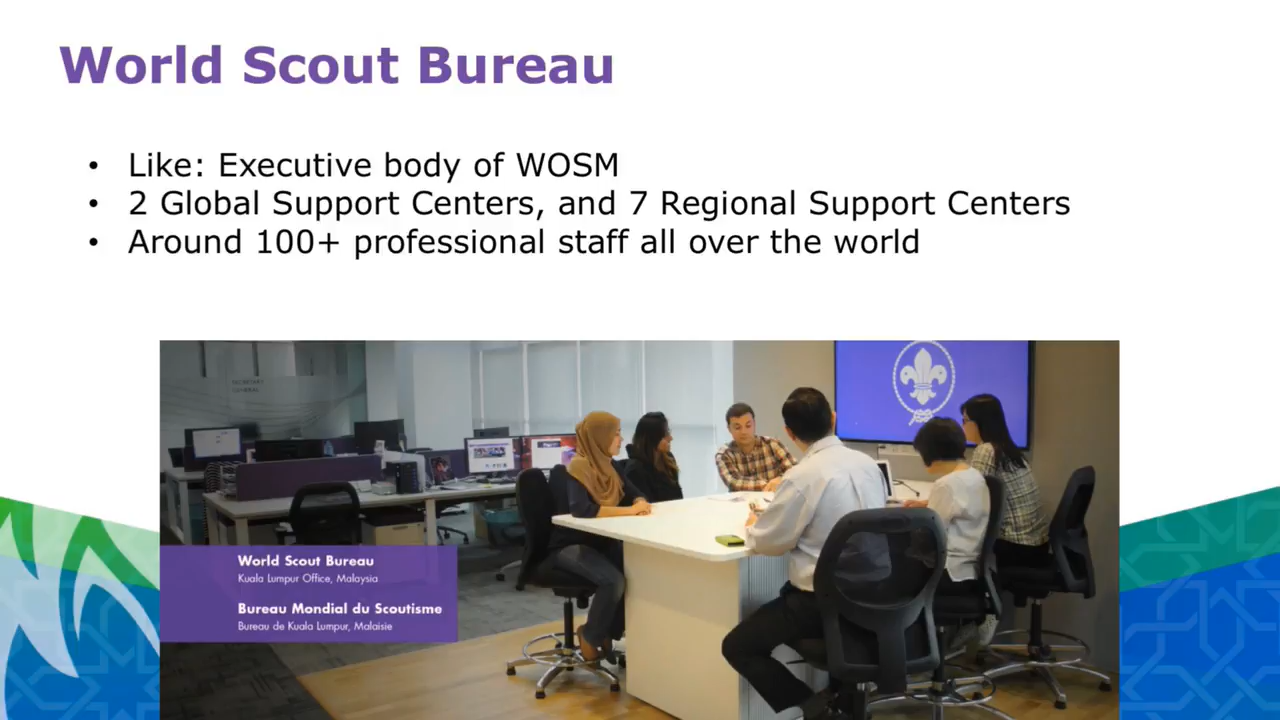 World Scout Bureau
• Like: Executive body of WOSM
• 2 Global Support Centers, and 7 Regional Support Centers
• Around 100+ professional staff all over the world
SECRETARY
GENERAL
World Scout Bureau
Kuala Lumpur Office, Malaysia
Bureau Mondial du Scoutisme
Bureau de Kuala Lumpur, Malaisie